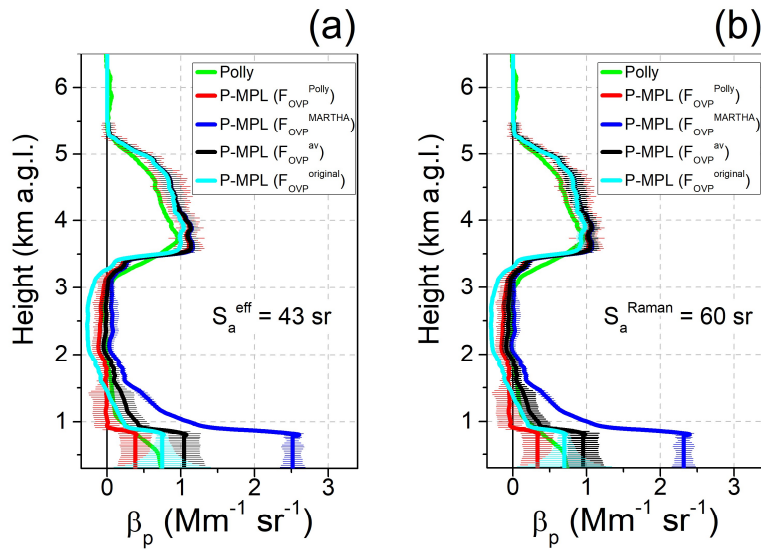 (a)
Polly
P-MPL (F_OVP^Polly)
P-MPL (F_OVP^MARTHA)
P-MPL (F_OVP^av)
P-MPL (F_OVP^original)
S_a^eff = 43 sr
Height (km a.g.l.)
6
5
4
3
2
1
0 1 2 3
β_p (Mm^-1 sr^-1)
(b)
Polly
P-MPL (F_OVP^Polly)
P-MPL (F_OVP^MARTHA)
P-MPL (F_OVP^av)
P-MPL (F_OVP^original)
S_a^Raman = 60 sr
Height (km a.g.l.)
6
5
4
3
2
1
0 1 2 3
β_p (Mm^-1 sr^-1)